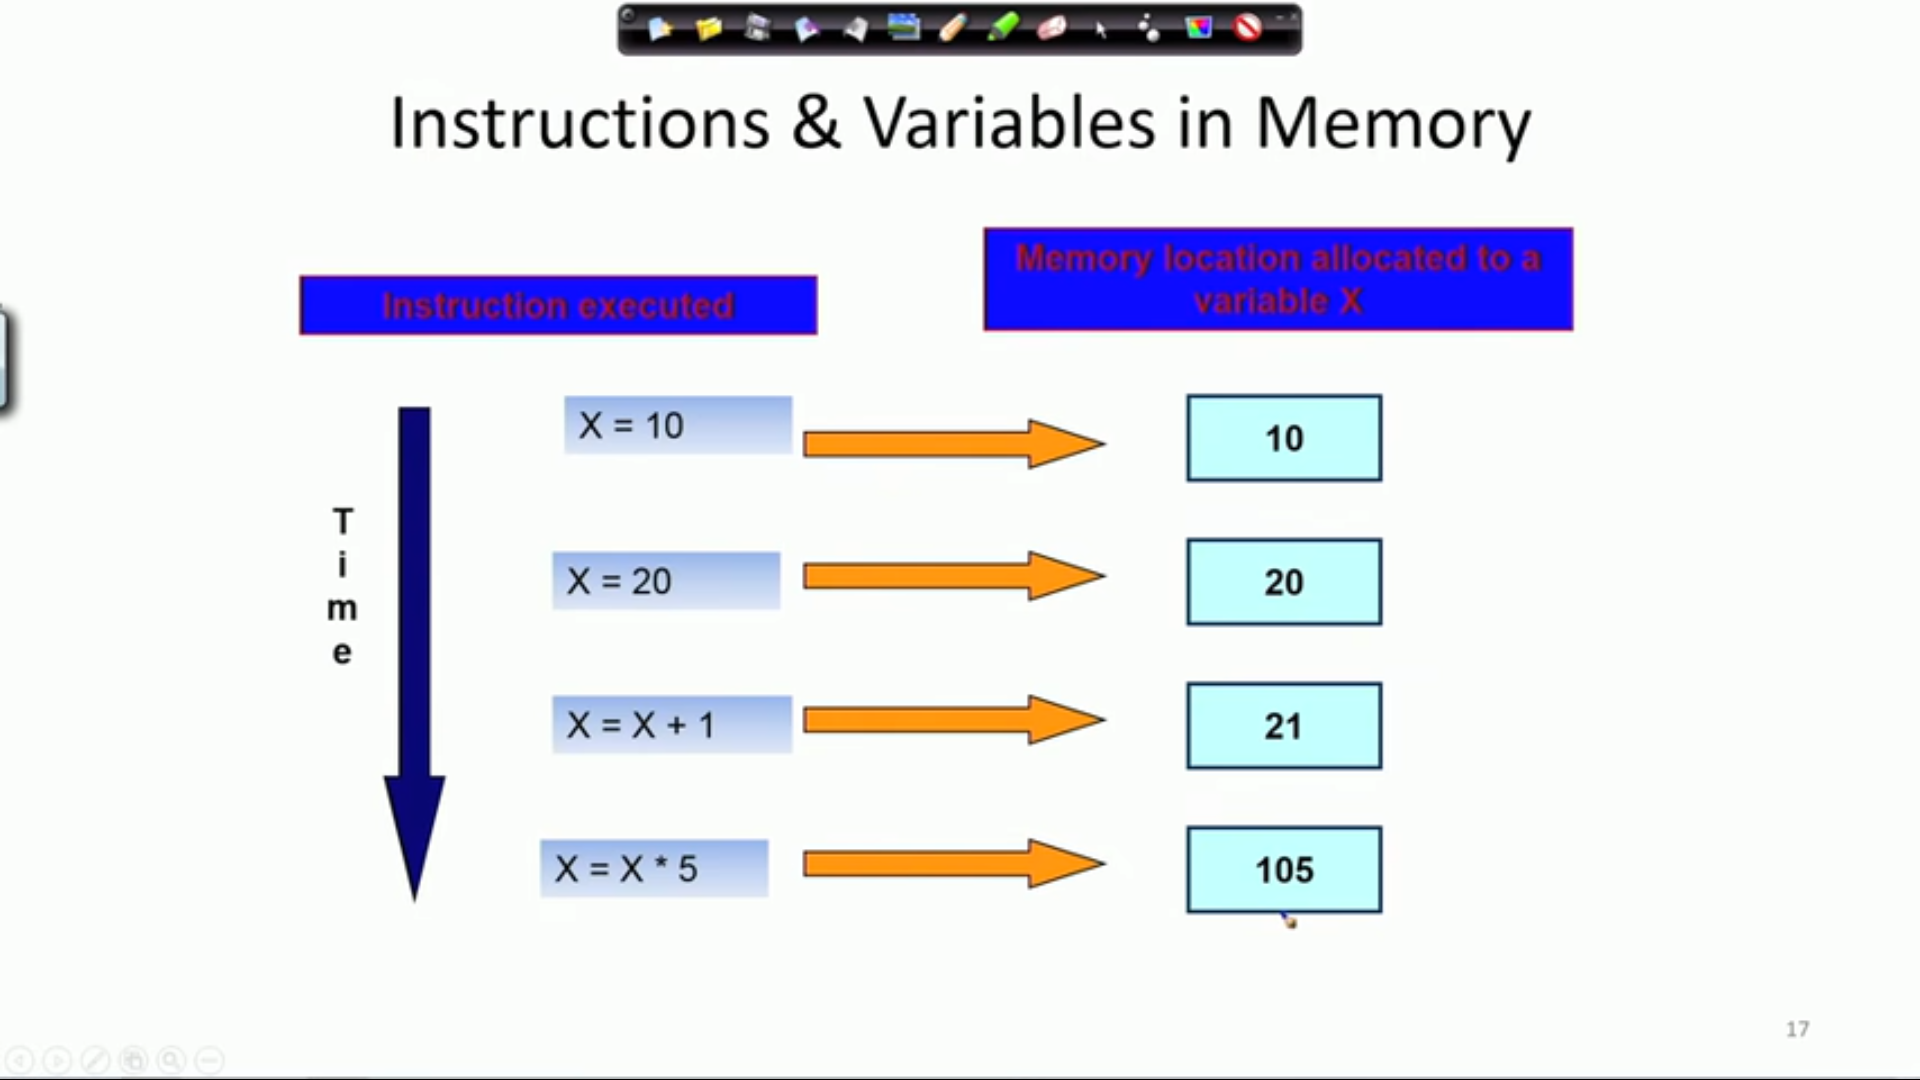 Instructions & Variables in Memory
Instruction executed
Memory location allocated to a
variable X
T
i
m
e
X = 10
10
X = 20
20
X = X + 1
21
X = X * 5
105
17